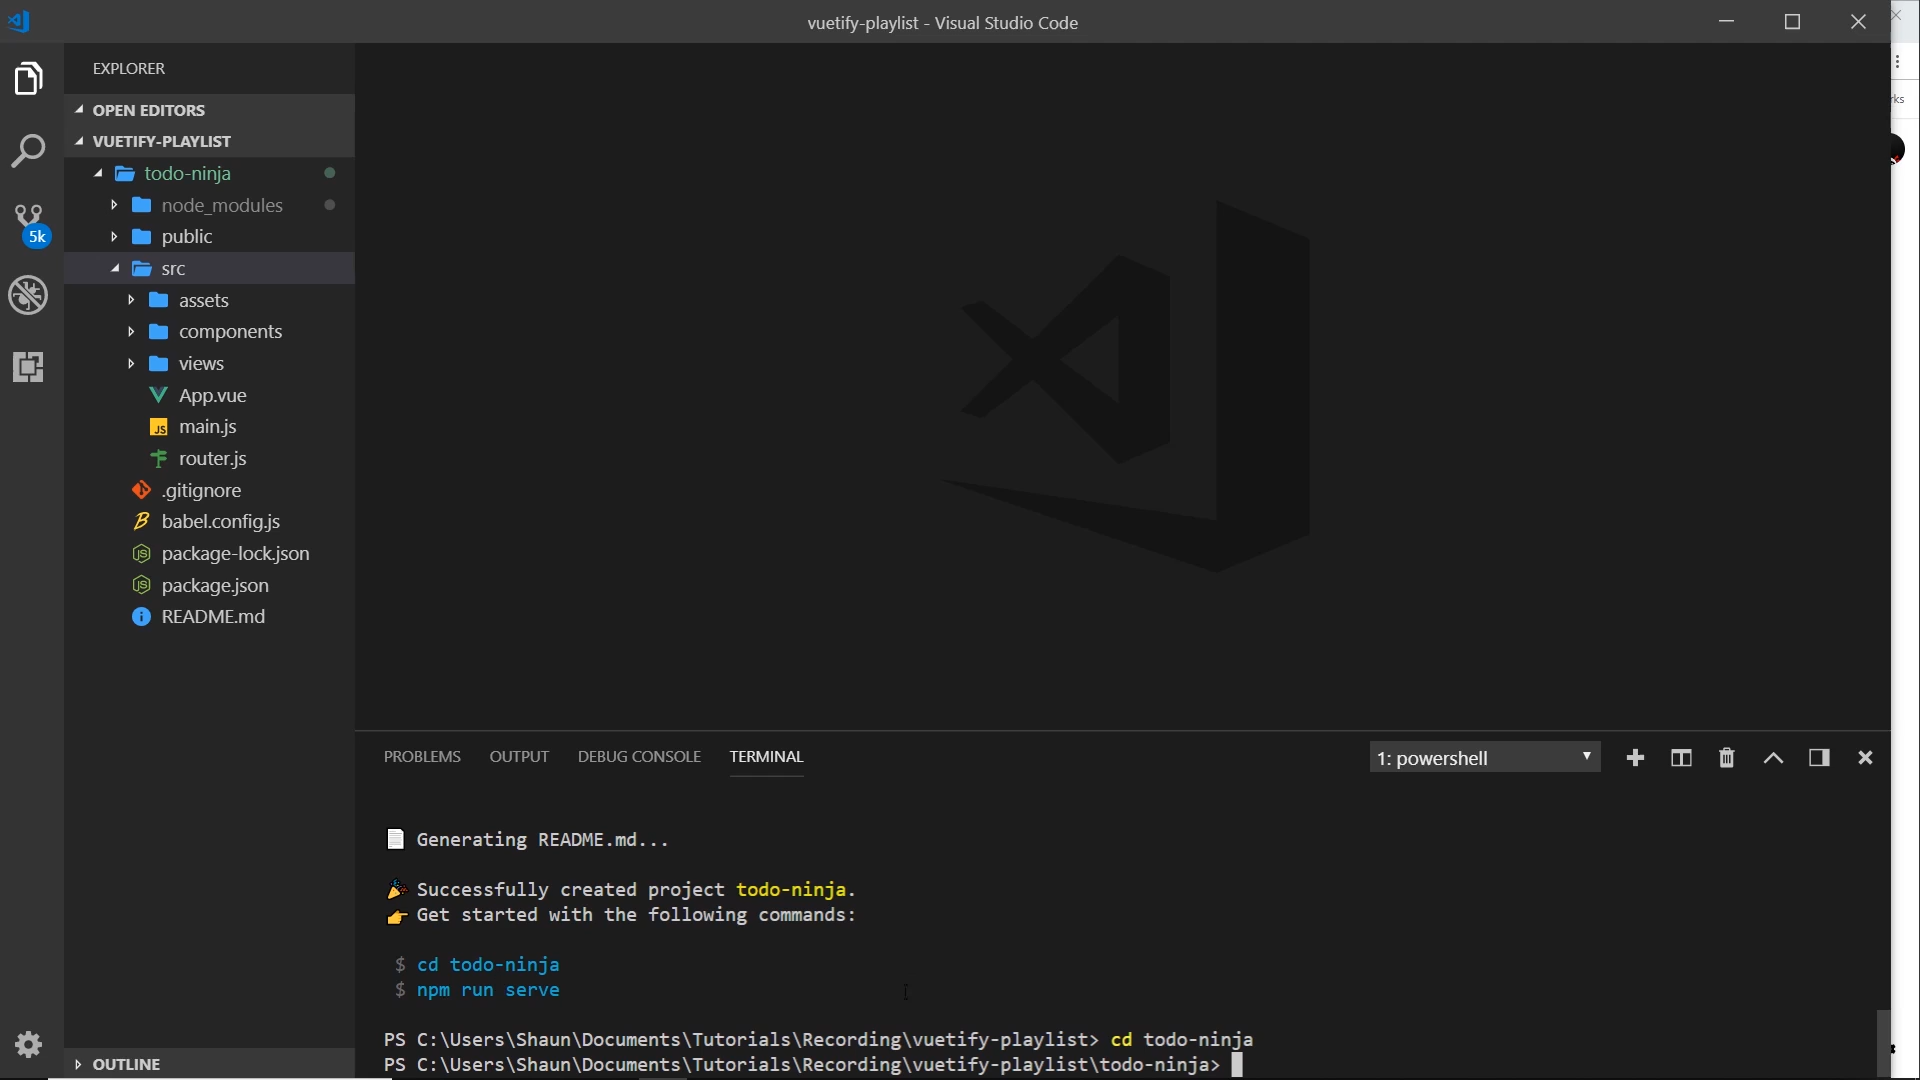 vuetify-playlist - Visual Studio Code
EXPLORER
OPEN EDITORS
VUETIFY-PLAYLIST
todo-ninja
node_modules
public
5k
src
assets
components
views
App.vue
JS main.js
router.js
.gitignore
babel.config.js
JS package-lock.json
JS package.json
README.md
OUTLINE
PROBLEMS OUTPUT DEBUG CONSOLE TERMINAL 1: powershell
Generating README.md...
Successfully created project todo-ninja.
Get started with the following commands:
$ cd todo-ninja
$ npm run serve
PS C:\Users\Shaun\Documents\Tutorials\Recording\vuetify-playlist> cd todo-ninja
PS C:\Users\Shaun\Documents\Tutorials\Recording\vuetify-playlist\todo-ninja>